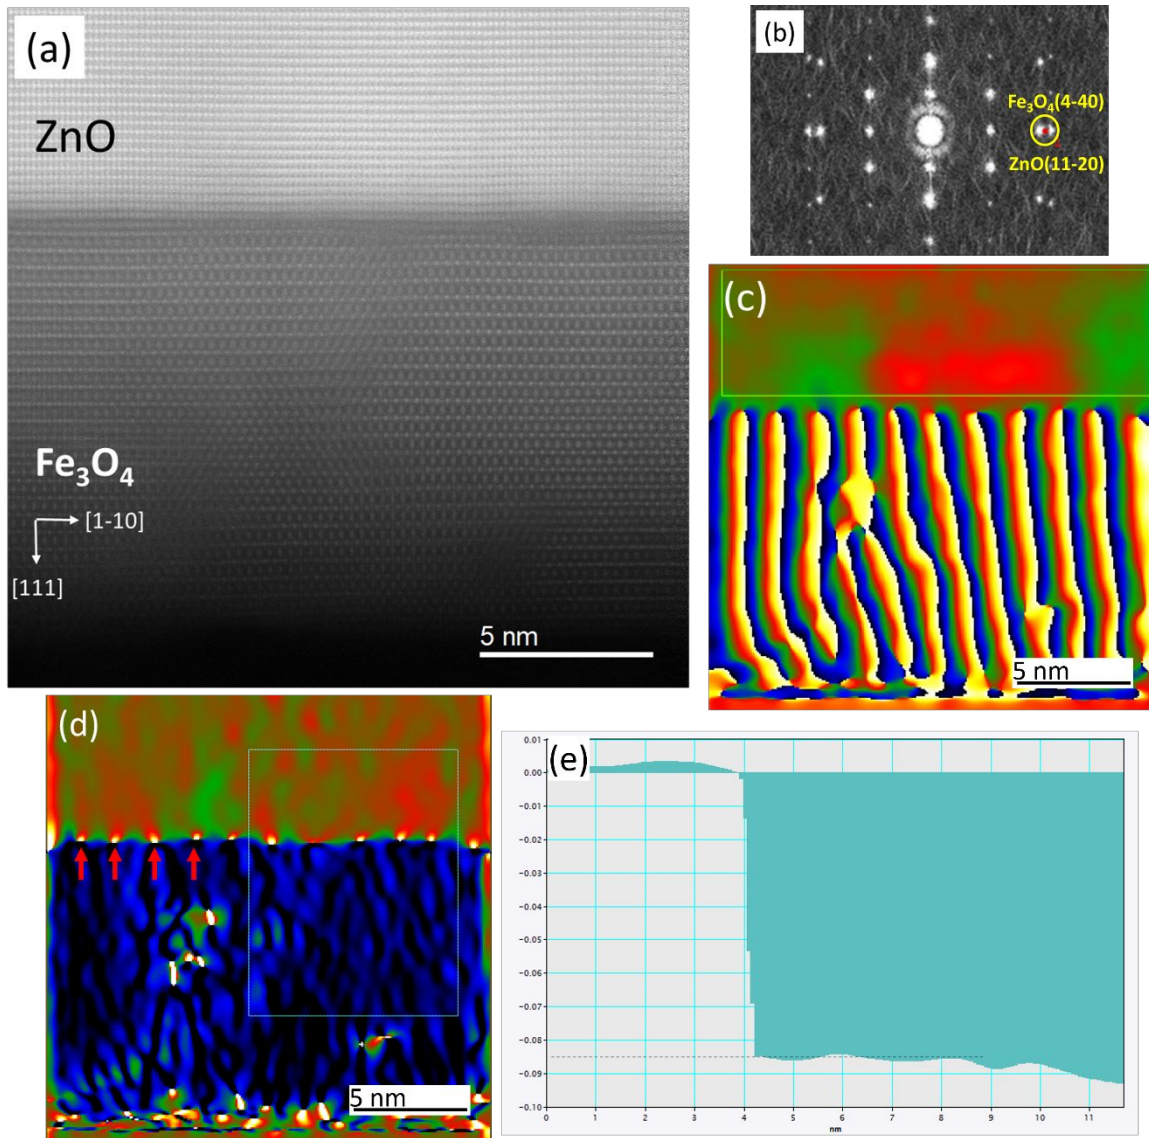 (a)
ZnO
Fe₃O₄
[1-10]
[111]
5 nm
(b)
Fe₃O₄(4-40)
ZnO(11-20)
(c)
5 nm
(d)
5 nm
(e)
0.01
0.00
−0.01
−0.02
−0.03
−0.04
−0.05
−0.06
−0.07
−0.08
−0.09
−0.10
0 1 2 3 4 5 6 7 8 9 10 11
nm